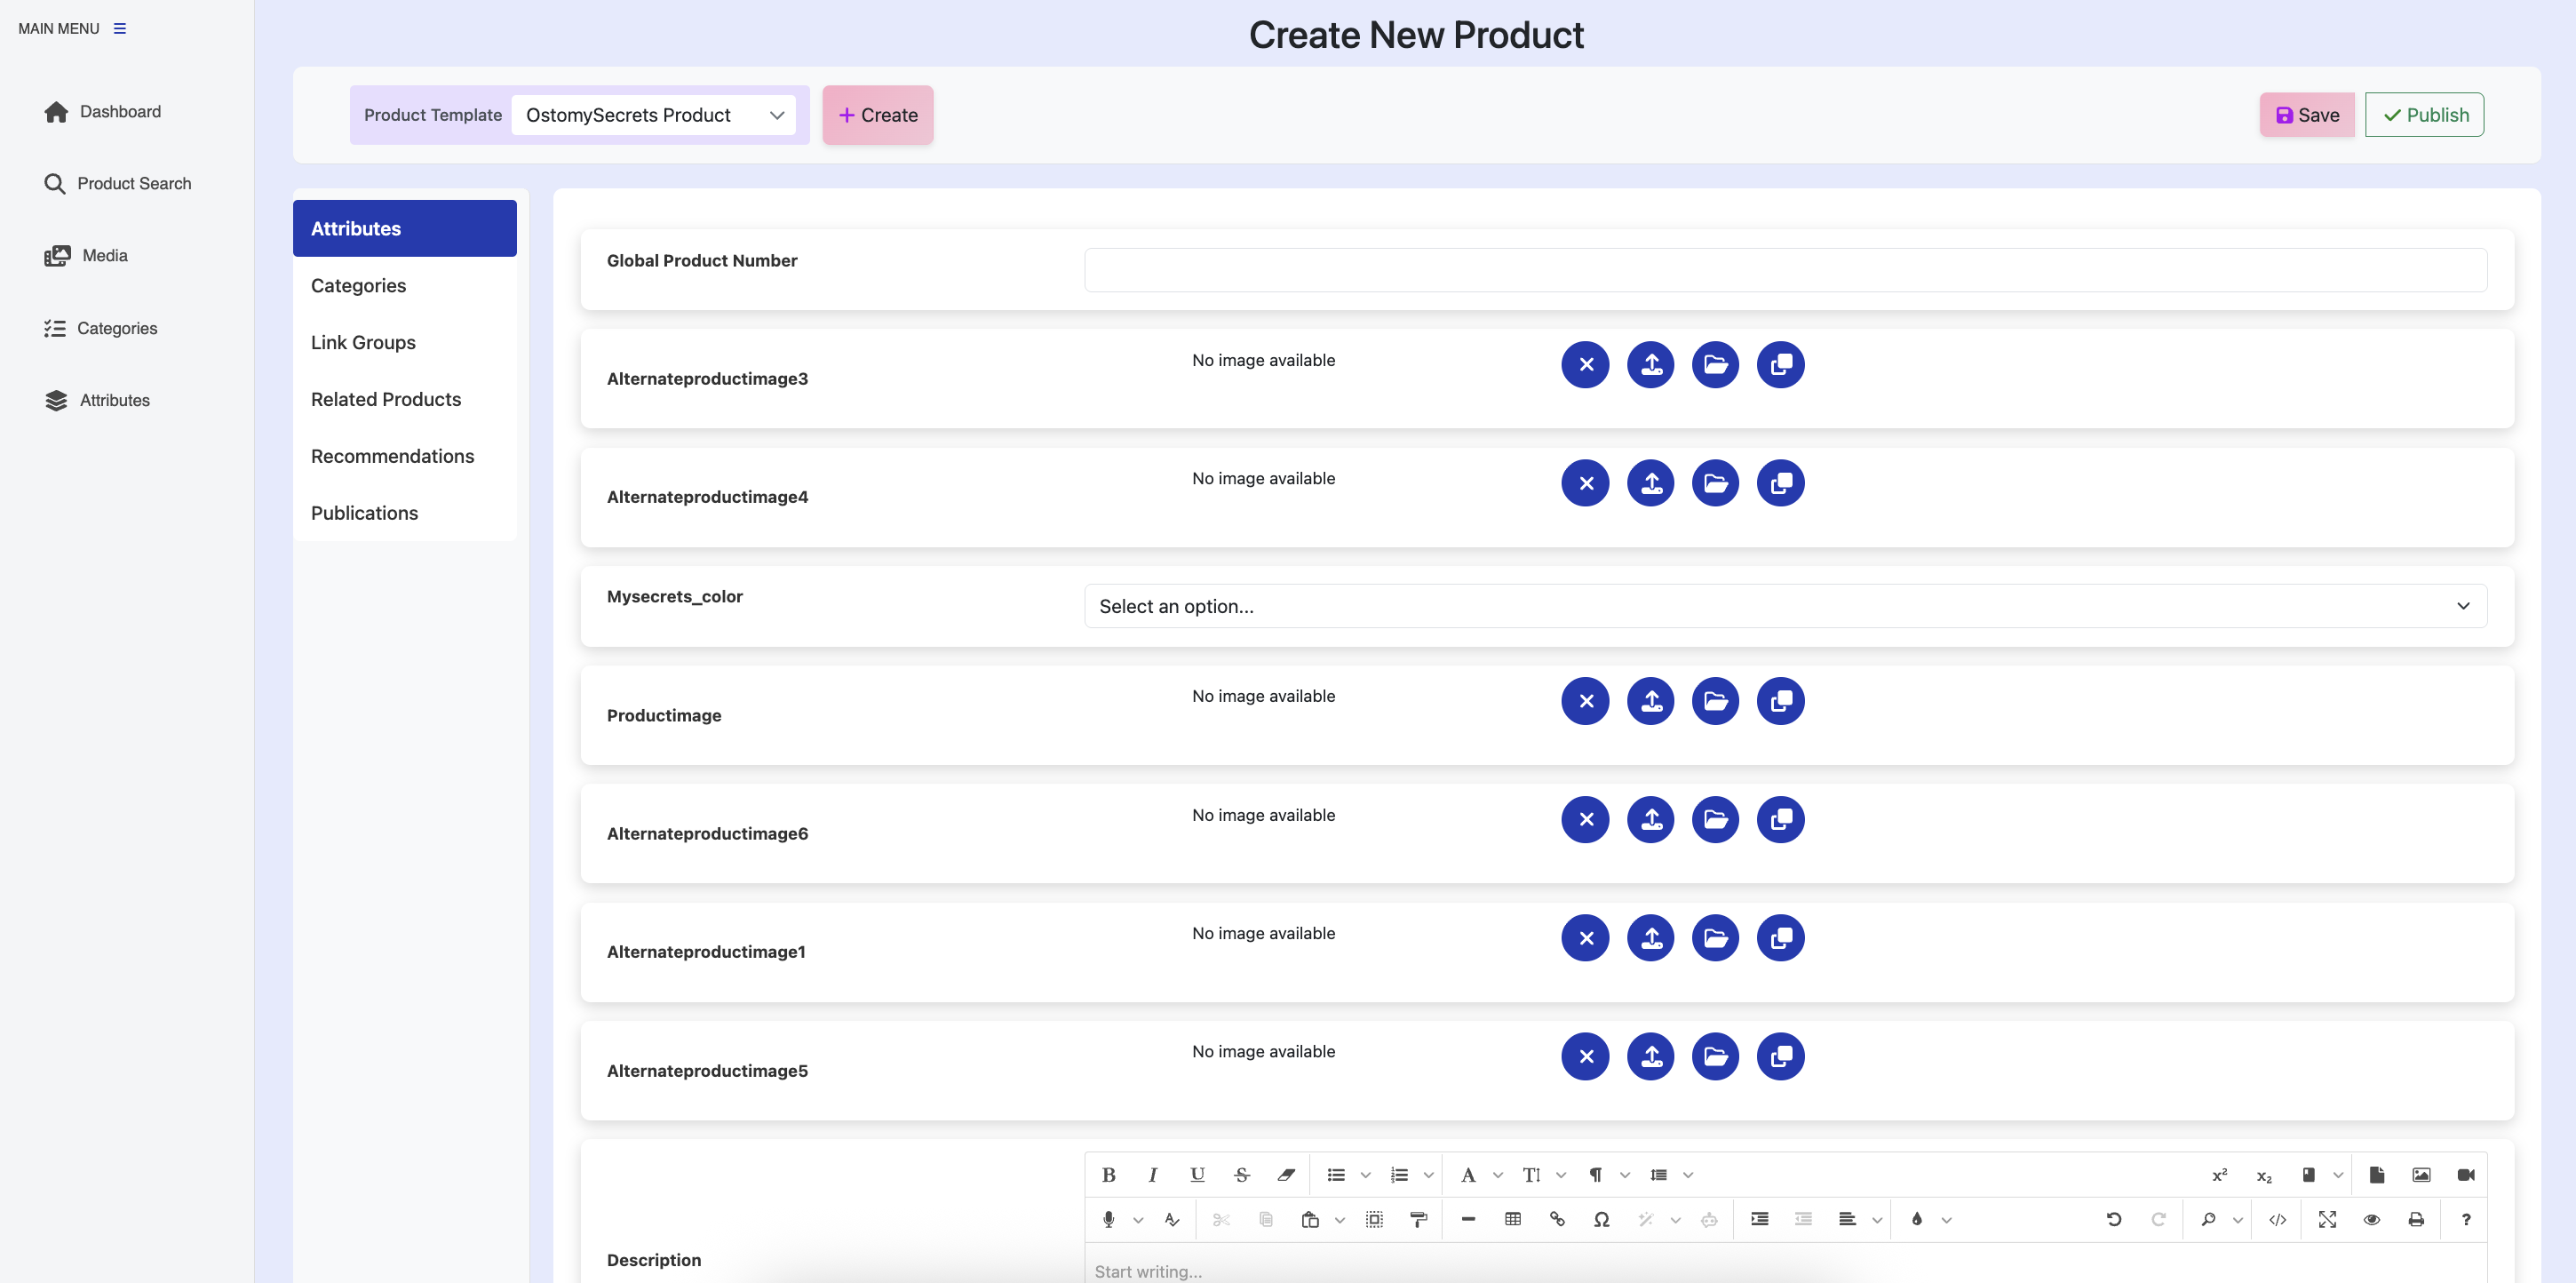 MAIN MENU
Dashboard
Product Search
Media
Categories
Attributes
Create New Product
Product Template OstomySecrets Product
Create
Save
Publish
Attributes
Categories
Link Groups
Related Products
Recommendations
Publications
Global Product Number
Alternateproductimage3 No image available
Alternateproductimage4 No image available
Mysecrets_color Select an option...
Productimage No image available
Alternateproductimage6 No image available
Alternateproductimage1 No image available
Alternateproductimage5 No image available
Description
Start writing...